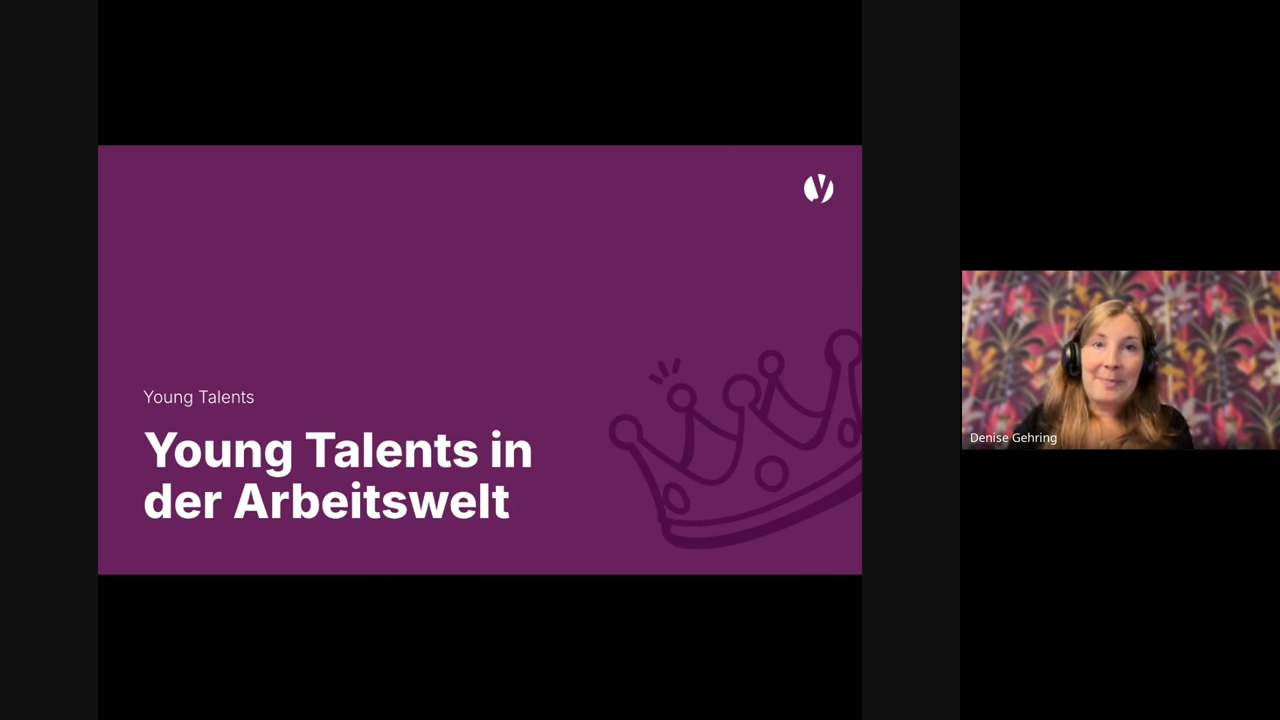 Young Talents
Young Talents in
der Arbeitswelt
Denise Gehring